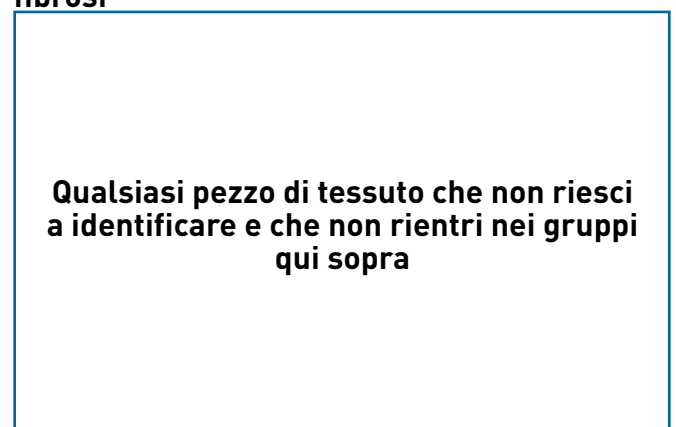 Qualsiasi pezzo di tessuto che non riesci
a identificare e che non rientri nei gruppi
qui sopra